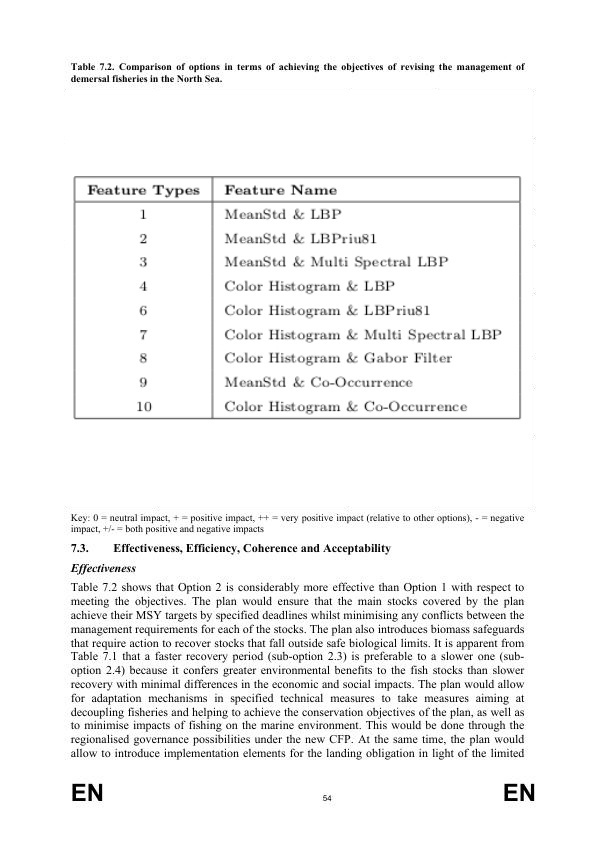 Table 7.2. Comparison of options in terms of achieving the objectives of revising the management of
demersal fisheries in the North Sea.
Feature Types Feature Name
1 MeanStd & LBP
2 MeanStd & LBPriu81
3 MeanStd & Multi Spectral LBP
4 Color Histogram & LBP
6 Color Histogram & LBPriu81
7 Color Histogram & Multi Spectral LBP
8 Color Histogram & Gabor Filter
9 MeanStd & Co-Occurrence
10 Color Histogram & Co-Occurrence
Key: 0 = neutral impact, + = positive impact, ++ = very positive impact (relative to other options), - = negative
impact, +/- = both positive and negative impacts
7.3. Effectiveness, Efficiency, Coherence and Acceptability
Effectiveness
Table 7.2 shows that Option 2 is considerably more effective than Option 1 with respect to
meeting the objectives. The plan would ensure that the main stocks covered by the plan
achieve their MSY targets by specified deadlines whilst minimising any conflicts between the
management requirements for each of the stocks. The plan also introduces biomass safeguards
that require action to recover stocks that fall outside safe biological limits. It is apparent from
Table 7.1 that a faster recovery period (sub-option 2.3) is preferable to a slower one (sub-
option 2.4) because it confers greater environmental benefits to the fish stocks than slower
recovery with minimal differences in the economic and social impacts. The plan would allow
for adaptation mechanisms in specified technical measures to take measures aiming at
decoupling fisheries and helping to achieve the conservation objectives of the plan, as well as
to minimise impacts of fishing on the marine environment. This would be done through the
regionalised governance possibilities under the new CFP. At the same time, the plan would
allow to introduce implementation elements for the landing obligation in light of the limited
EN 54 EN